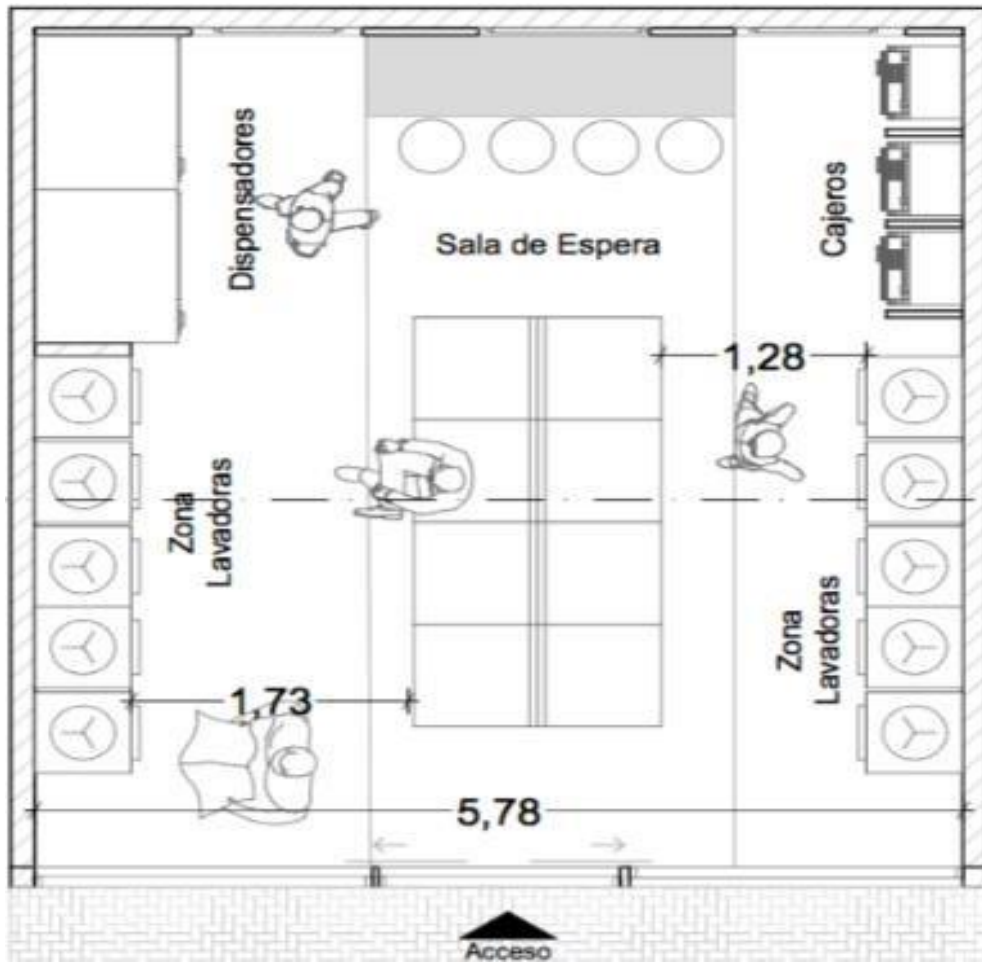 Dispensadores
Sala de Espera
Cajeros
1,28
Zona
Lavadoras
Zona
Lavadoras
1,73
5,78
Acceso